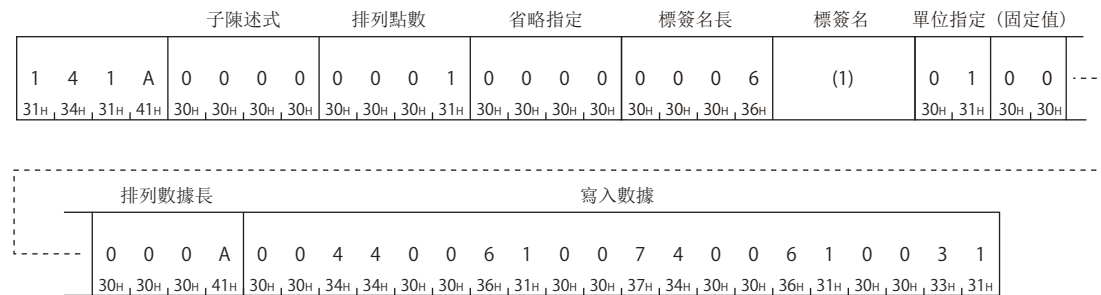 子陳述式 排列點數 省略指定 標簽名長 標簽名 單位指定 (固定值)
1 4 1 A 0 0 0 0 0 0 0 1 0 0 0 0 0 0 0 6 (1) 0 1 0 0
31H 34H 31H 41H 30H 30H 30H 30H 30H 30H 30H 31H 30H 30H 30H 30H 30H 30H 30H 36H 30H 31H 30H 30H
排列數據長 寫入數據
0 0 0 A 0 0 4 4 0 0 6 1 0 0 7 4 0 0 6 1 0 0 3 1
30H 30H 30H 41H 30H 30H 34H 34H 30H 30H 36H 31H 30H 30H 37H 34H 30H 30H 36H 31H 30H 30H 33H 31H